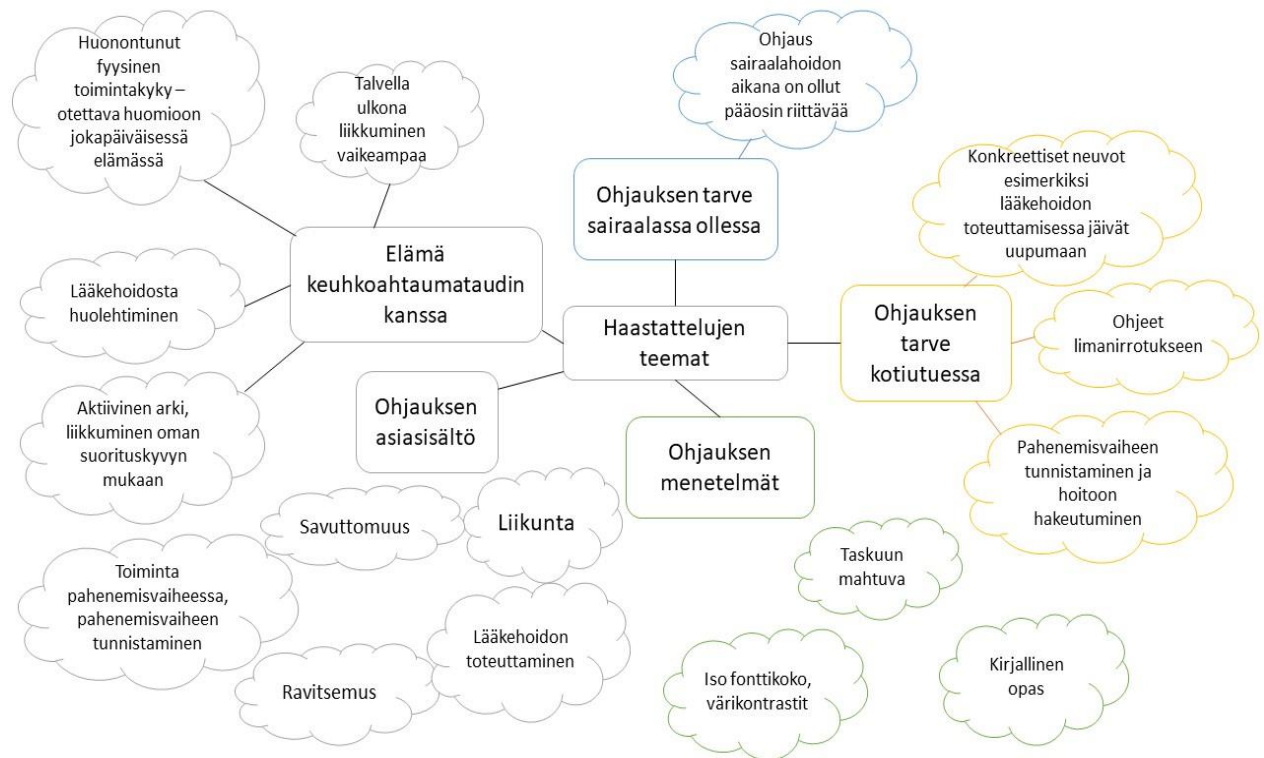 Huonontunut
fyysinen
toimintakyky –
otettava huomioon
jokapäiväisessä
elämässä
Talvella
ulkona
liikkuminen
vaikeampaa
Ohjaus
sairaalahoidon
aikana on ollut
pääosin riittävää
Ohjauksen tarve
sairaalassa ollessa
Konkreettiset neuvot
esimerkiksi
lääkehoidon
toteuttamisessa jäivät
uupumaan
Elämä
keuhkoahtaumataudin
kanssa
Lääkehoidosta
huolehtiminen
Haastattelujen
teemat
Ohjauksen
tarve
kotiutuessa
Ohjeet
limanirrotukseen
Aktiivinen arki,
liikkuminen oman
suorituskyvyn
mukaan
Ohjauksen
asiasisältö
Ohjauksen
menetelmät
Pahenemisvaiheen
tunnistaminen ja
hoitoon
hakeutuminen
Savuttomuus
Liikunta
Toiminta
pahenemisvaiheessa,
pahenemisvaiheen
tunnistaminen
Lääkehoidon
toteuttaminen
Ravitsemus
Taskuun
mahtuva
Iso fonttikoko,
värikontrastit
Kirjallinen
opas